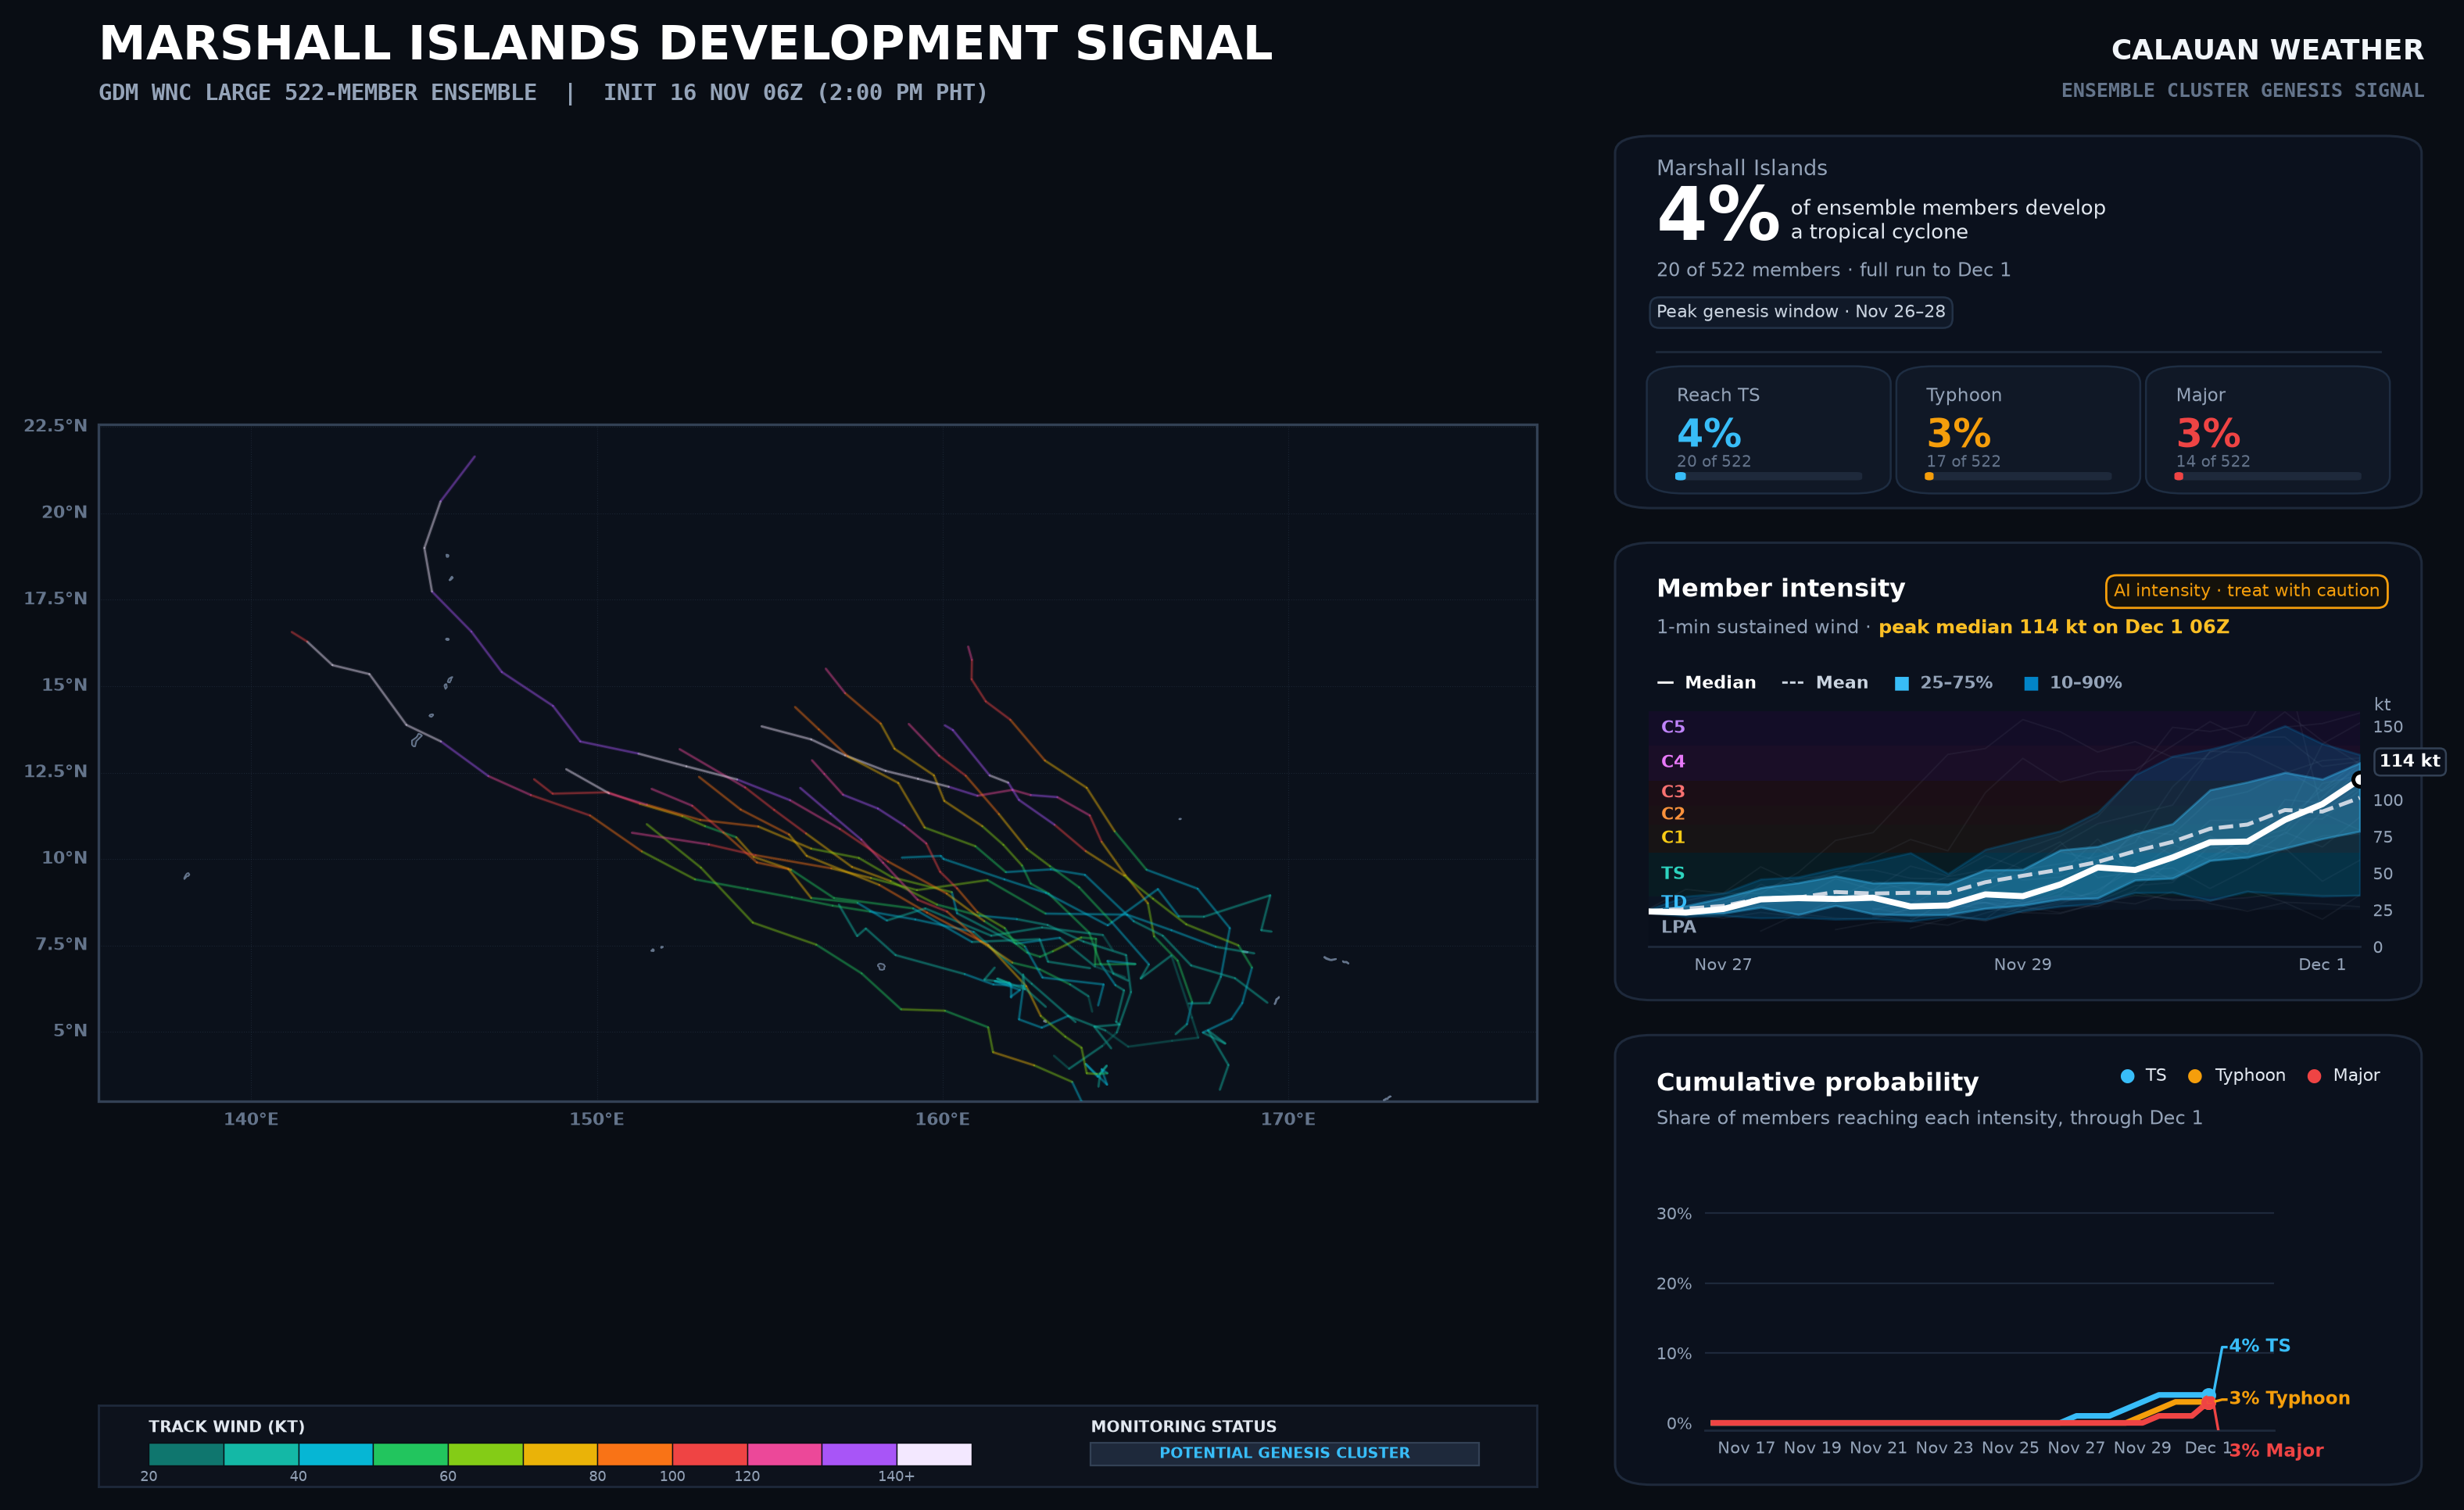 MARSHALL ISLANDS DEVELOPMENT SIGNAL
GDM WNC LARGE 522-MEMBER ENSEMBLE | INIT 16 NOV 06Z (2:00 PM PHT)
CALAUAN WEATHER
ENSEMBLE CLUSTER GENESIS SIGNAL
22.5°N
20°N
17.5°N
15°N
12.5°N
10°N
7.5°N
5°N
140°E 150°E 160°E 170°E
TRACK WIND (KT)
20 40 60 80 100 120 140+
MONITORING STATUS
POTENTIAL GENESIS CLUSTER
Marshall Islands
4% of ensemble members develop
a tropical cyclone
20 of 522 members · full run to Dec 1
Peak genesis window · Nov 26–28
Reach TS
4%
20 of 522
Typhoon
3%
17 of 522
Major
3%
14 of 522
Member intensity
AI intensity · treat with caution
1-min sustained wind · peak median 114 kt on Dec 1 06Z
Median Mean 25–75% 10–90%
kt
C5
C4
C3
C2
C1
TS
TD
LPA
150
114 kt
100
75
50
25
0
Nov 27 Nov 29 Dec 1
Cumulative probability
TS Typhoon Major
Share of members reaching each intensity, through Dec 1
30%
20%
10%
0%
4% TS
3% Typhoon
3% Major
Nov 17 Nov 19 Nov 21 Nov 23 Nov 25 Nov 27 Nov 29 Dec 1